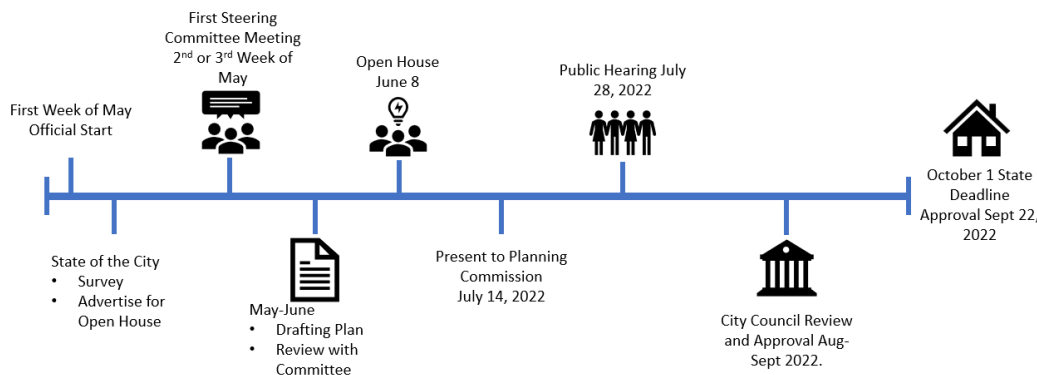 First Week of May
Official Start
State of the City
• Survey
• Advertise for
Open House
First Steering
Committee Meeting
2nd or 3rd Week of
May
May-June
• Drafting Plan
• Review with
Committee
Open House
June 8
Present to Planning
Commission
July 14, 2022
Public Hearing July
28, 2022
City Council Review
and Approval Aug-
Sept 2022.
October 1 State
Deadline
Approval Sept 22,
2022